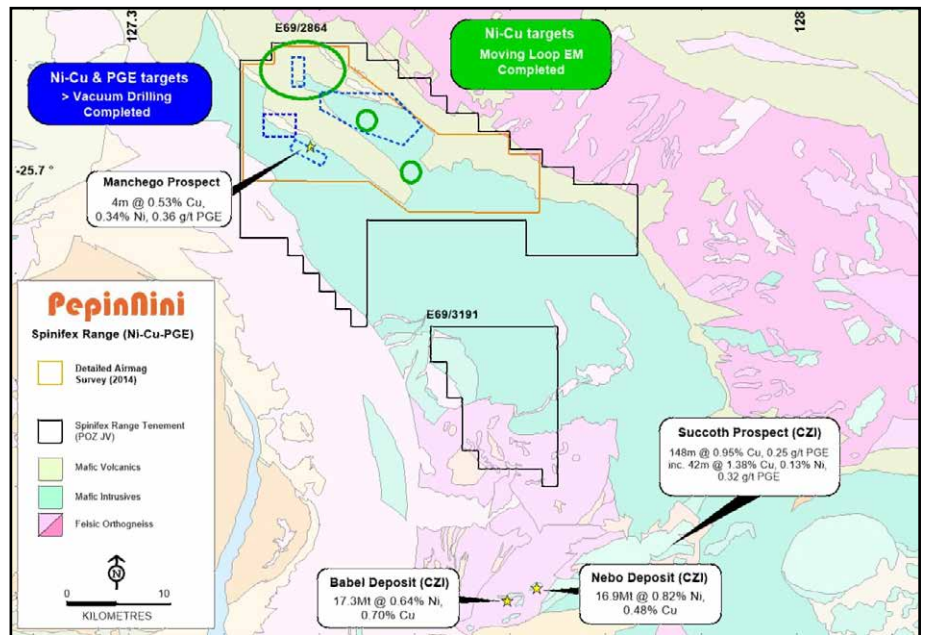 127.3
E69/2864
128
Ni-Cu targets
Moving Loop EM
Completed
Ni-Cu & PGE targets
> Vacuum Drilling
Completed
-25.7 °
Manchego Prospect
4m @ 0.53% Cu,
0.34% Ni, 0.36 g/t PGE
PepinNini
Spinifex Range (Ni-Cu-PGE)
Detailed Airmag
Survey (2014)
Spinifex Range Tenement
(POZ JV)
Mafic Volcanics
Mafic Intrusives
Felsic Orthogneiss
N
0 10
KILOMETRES
E69/3191
Succoth Prospect (CZI)
148m @ 0.95% Cu, 0.25 g/t PGE
inc. 42m @ 1.38% Cu, 0.13% Ni,
0.32 g/t PGE
Babel Deposit (CZI)
17.3Mt @ 0.64% Ni,
0.70% Cu
Nebo Deposit (CZI)
16.9Mt @ 0.82% Ni,
0.48% Cu